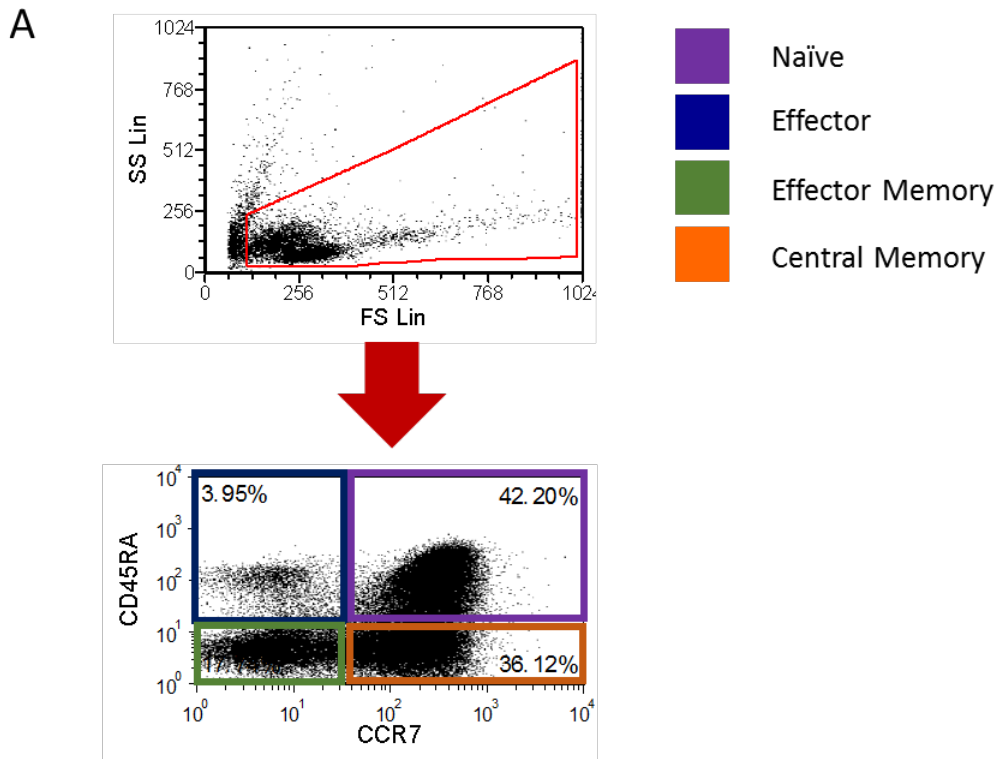 A
1024
768
512
256
0
SS Lin
0 256 512 768 1024
FS Lin
Naïve
Effector
Effector Memory
Central Memory
10⁴
10³
10²
10¹
10⁰
CD45RA
3.95%
42.20%
36.12%
10⁰ 10¹ 10² 10³ 10⁴
CCR7